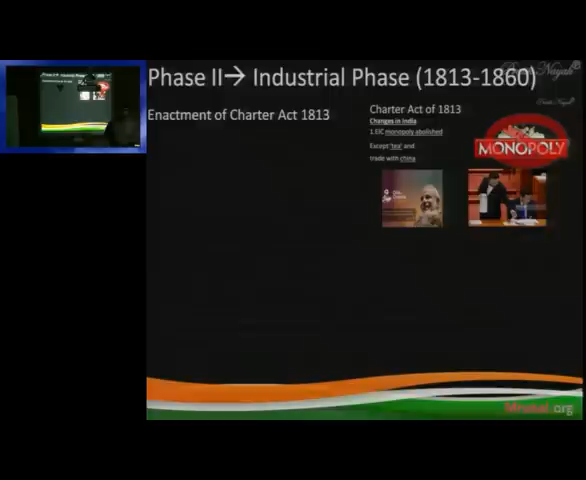 Phase II→ Industrial Phase (1813-1860)
Enactment of Charter Act 1813
Charter Act of 1813
Changes in India
1.EIC monopoly abolished
Except 'tea' and
trade with china
MONOPOLY
Mrunal.org